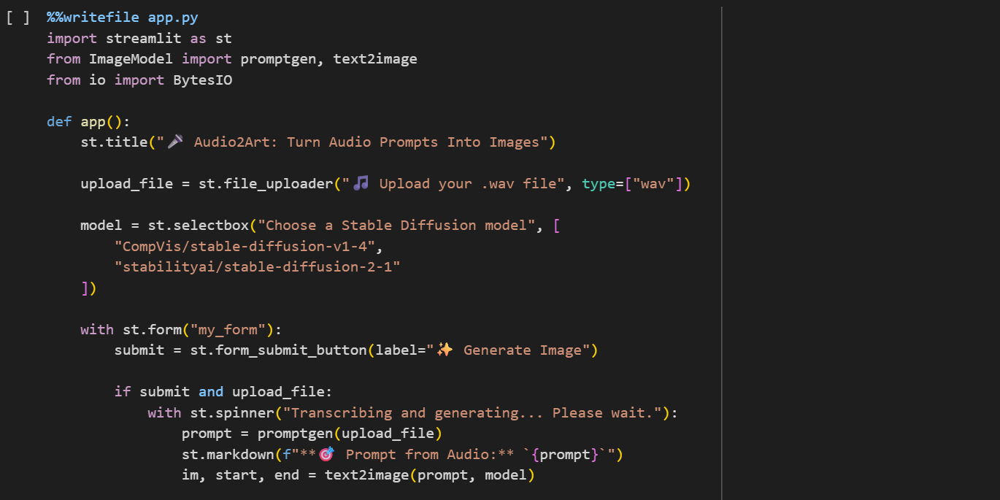 [ ] %%writefile app.py
import streamlit as st
from ImageModel import promptgen, text2image
from io import BytesIO

def app():
    st.title("🎤 Audio2Art: Turn Audio Prompts Into Images")

    upload_file = st.file_uploader("🎵 Upload your .wav file", type=["wav"])

    model = st.selectbox("Choose a Stable Diffusion model", [
        "CompVis/stable-diffusion-v1-4",
        "stabilityai/stable-diffusion-2-1"
    ])

    with st.form("my_form"):
        submit = st.form_submit_button(label="✨ Generate Image")

        if submit and upload_file:
            with st.spinner("Transcribing and generating... Please wait."):
                prompt = promptgen(upload_file)
                st.markdown(f"**🎯 Prompt from Audio:** `{prompt}`")
                im, start, end = text2image(prompt, model)